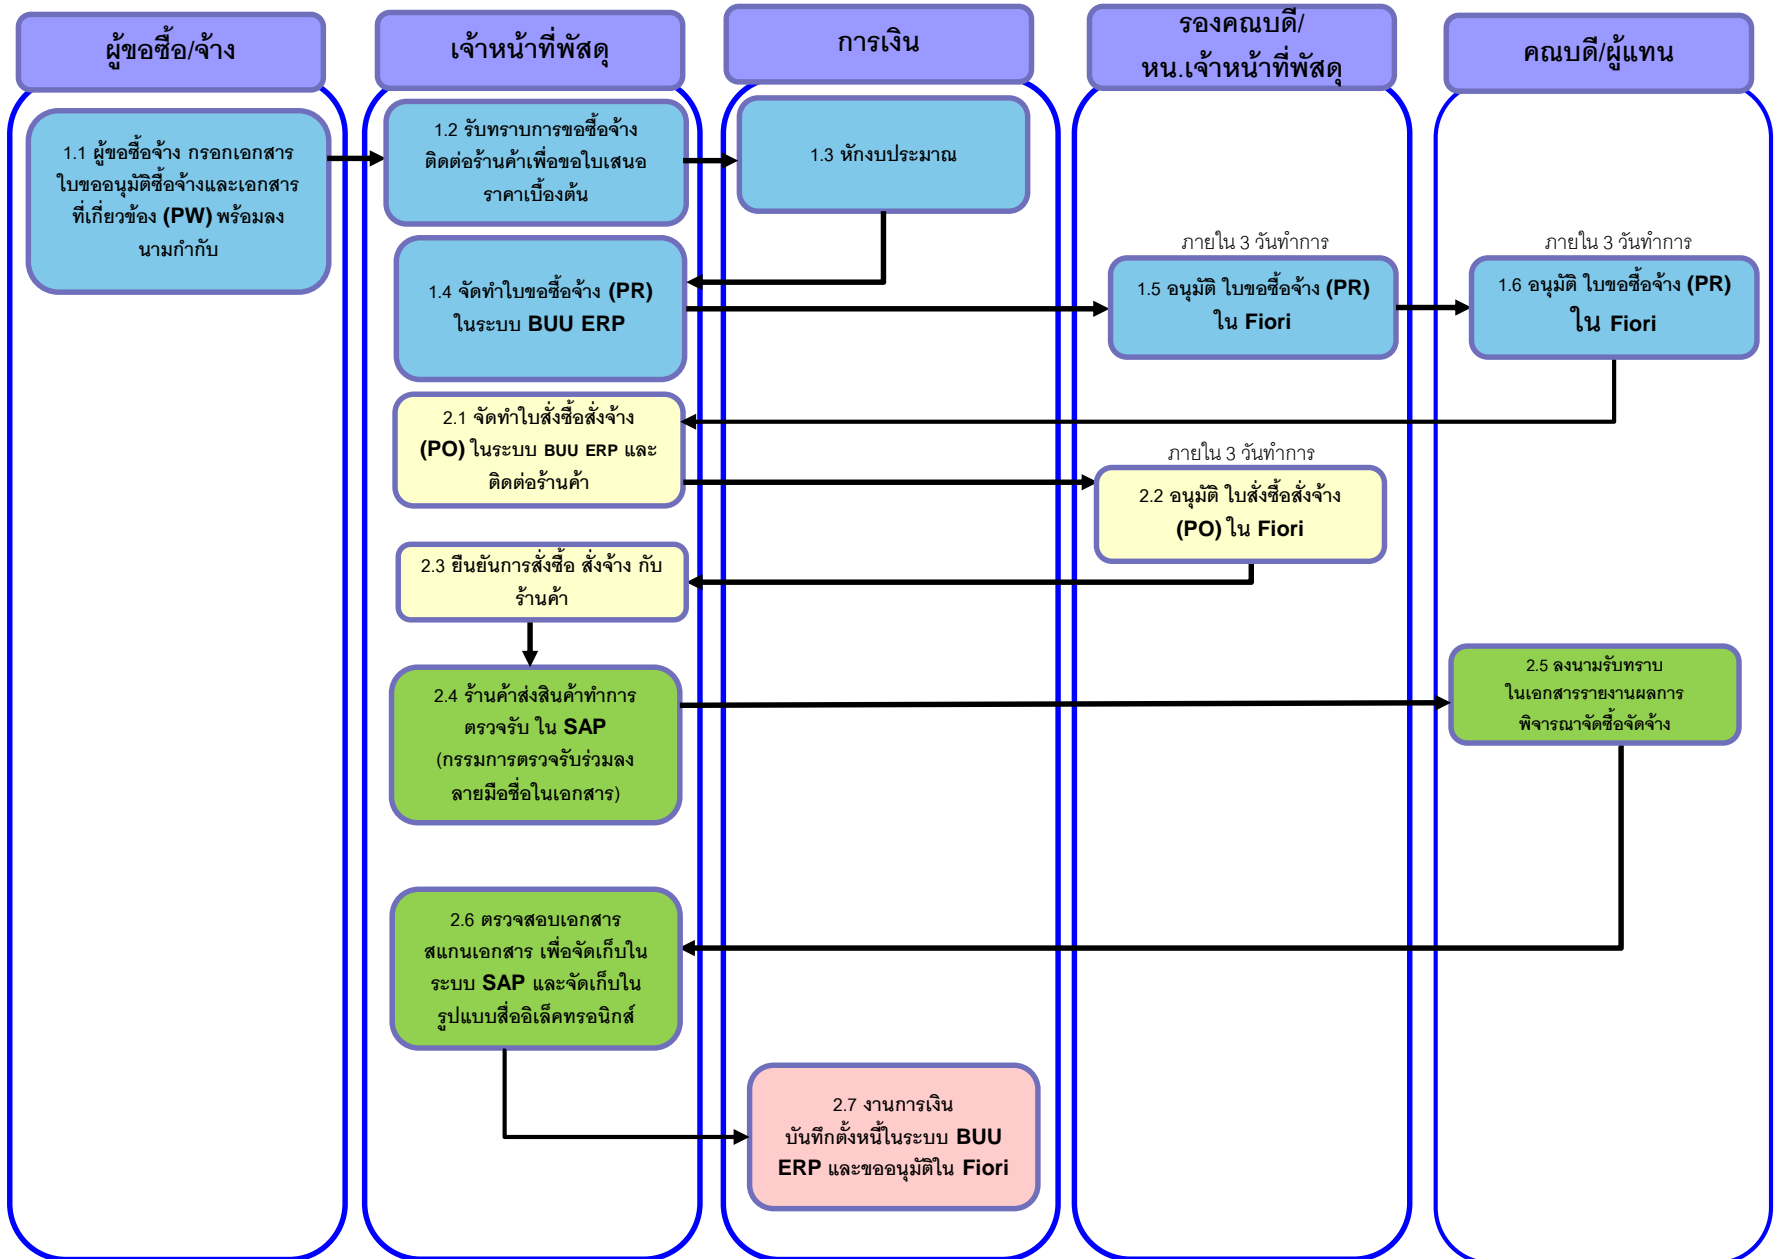 ผู้ขอซื้อ/จ้าง
เจ้าหน้าที่พัสดุ
การเงิน
รองคณบดี/
หน.เจ้าหน้าที่พัสดุ
คณบดี/ผู้แทน
1.1 ผู้ขอซื้อจ้าง กรอกเอกสาร
ใบขออนุมัติซื้อจ้างและเอกสาร
ที่เกี่ยวข้อง (PW) พร้อมลง
นามกำกับ
1.2 รับทราบการขอซื้อจ้าง
ติดต่อร้านค้าเพื่อขอใบเสนอ
ราคาเบื้องต้น
1.3 หักงบประมาณ
1.4 จัดทำใบขอซื้อจ้าง (PR)
ในระบบ BUU ERP
ภายใน 3 วันทำการ
1.5 อนุมัติ ใบขอซื้อจ้าง (PR)
ใน Fiori
ภายใน 3 วันทำการ
1.6 อนุมัติ ใบขอซื้อจ้าง (PR)
ใน Fiori
2.1 จัดทำใบสั่งซื้อสั่งจ้าง
(PO) ในระบบ BUU ERP และ
ติดต่อร้านค้า
ภายใน 3 วันทำการ
2.2 อนุมัติ ใบสั่งซื้อสั่งจ้าง
(PO) ใน Fiori
2.3 ยืนยันการสั่งซื้อ สั่งจ้าง กับ
ร้านค้า
2.4 ร้านค้าส่งสินค้าทำการ
ตรวจรับ ใน SAP
(กรรมการตรวจรับร่วมลง
ลายมือชื่อในเอกสาร)
2.5 ลงนามรับทราบ
ในเอกสารรายงานผลการ
พิจารณาจัดซื้อจัดจ้าง
2.6 ตรวจสอบเอกสาร
สแกนเอกสาร เพื่อจัดเก็บใน
ระบบ SAP และจัดเก็บใน
รูปแบบสื่ออิเล็คทรอนิกส์
2.7 งานการเงิน
บันทึกตั้งหนี้ในระบบ BUU
ERP และขออนุมัติใน Fiori